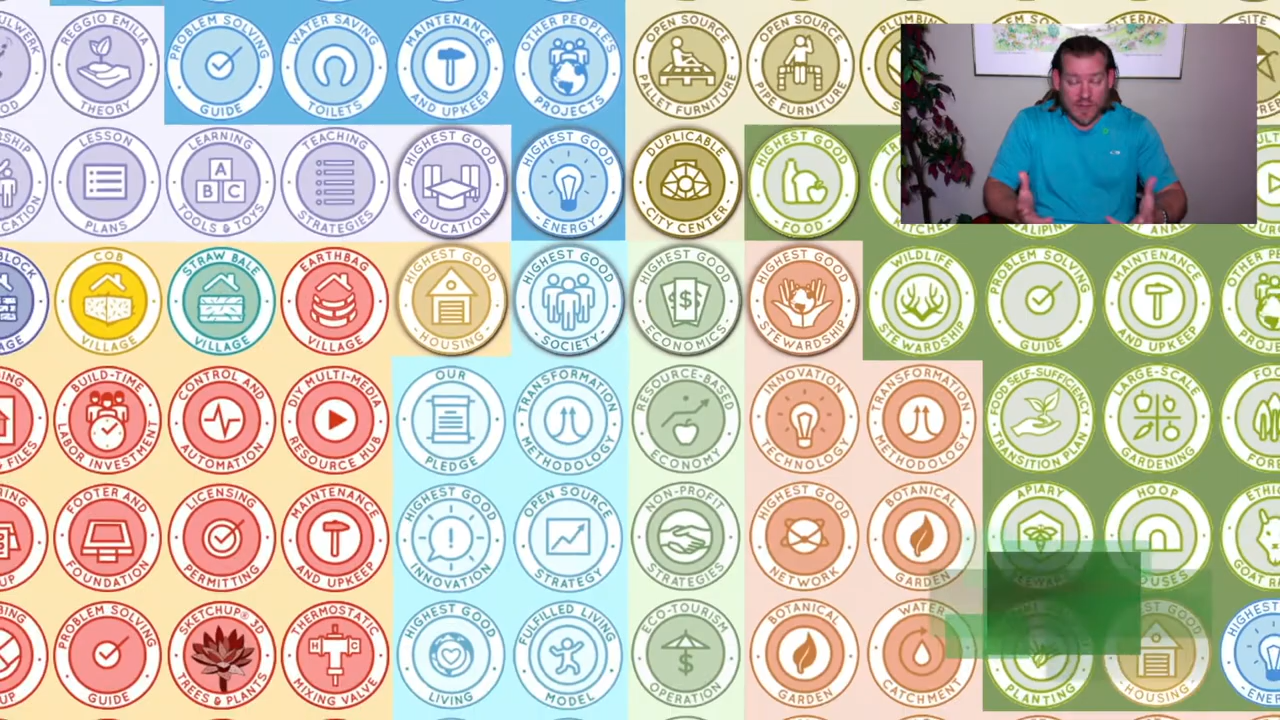 REGGIO EMILIA
THEORY
PROBLEM SOLVING
GUIDE
WATER SAVING
TOILETS
MAINTENANCE
AND UPKEEP
OTHER PEOPLE'S
PROJECTS
OPEN SOURCE
PALLET FURNITURE
OPEN SOURCE
PIPE FURNITURE
LESSON
PLANS
LEARNING
A
B C
TOOLS & TOYS
TEACHING
STRATEGIES
HIGHEST GOOD
EDUCATION
HIGHEST GOOD
ENERGY
DUPLICABLE
CITY CENTER
HIGHEST GOOD
FOOD
COB
VILLAGE
STRAW BALE
VILLAGE
EARTHBAG
VILLAGE
HIGHEST GOOD
HOUSING
HIGHEST GOOD
SOCIETY
HIGHEST GOOD
$
ECONOMICS
HIGHEST GOOD
STEWARDSHIP
WILDLIFE
STEWARDSHIP
PROBLEM SOLVING
GUIDE
MAINTENANCE
AND UPKEEP
BUILD-TIME
LABOR INVESTMENT
CONTROL AND
AUTOMATION
DIY MULTI-MEDIA
RESOURCE HUB
OUR
PLEDGE
TRANSFORMATION
METHODOLOGY
RESOURCE-BASED
ECONOMY
INNOVATION
TECHNOLOGY
TRANSFORMATION
METHODOLOGY
FOOD SELF-SUFFICIENCY
TRANSITION PLAN
LARGE-SCALE
GARDENING
FOOTER AND
FOUNDATION
LICENSING
PERMITTING
MAINTENANCE
AND UPKEEP
HIGHEST GOOD
!
INNOVATION
OPEN SOURCE
STRATEGY
NON-PROFIT
STRATEGIES
HIGHEST GOOD
NETWORK
BOTANICAL
GARDEN
APIARY
HOOP
HOUSES
PROBLEM SOLVING
GUIDE
SKETCHUP® 3D
TREES & PLANTS
THERMOSTATIC
H C
MIXING VALVE
HIGHEST GOOD
LIVING
FULFILLED LIVING
MODEL
ECO-TOURISM
$
OPERATION
BOTANICAL
GARDEN
WATER
CATCHMENT
PLANTING
HOUSING